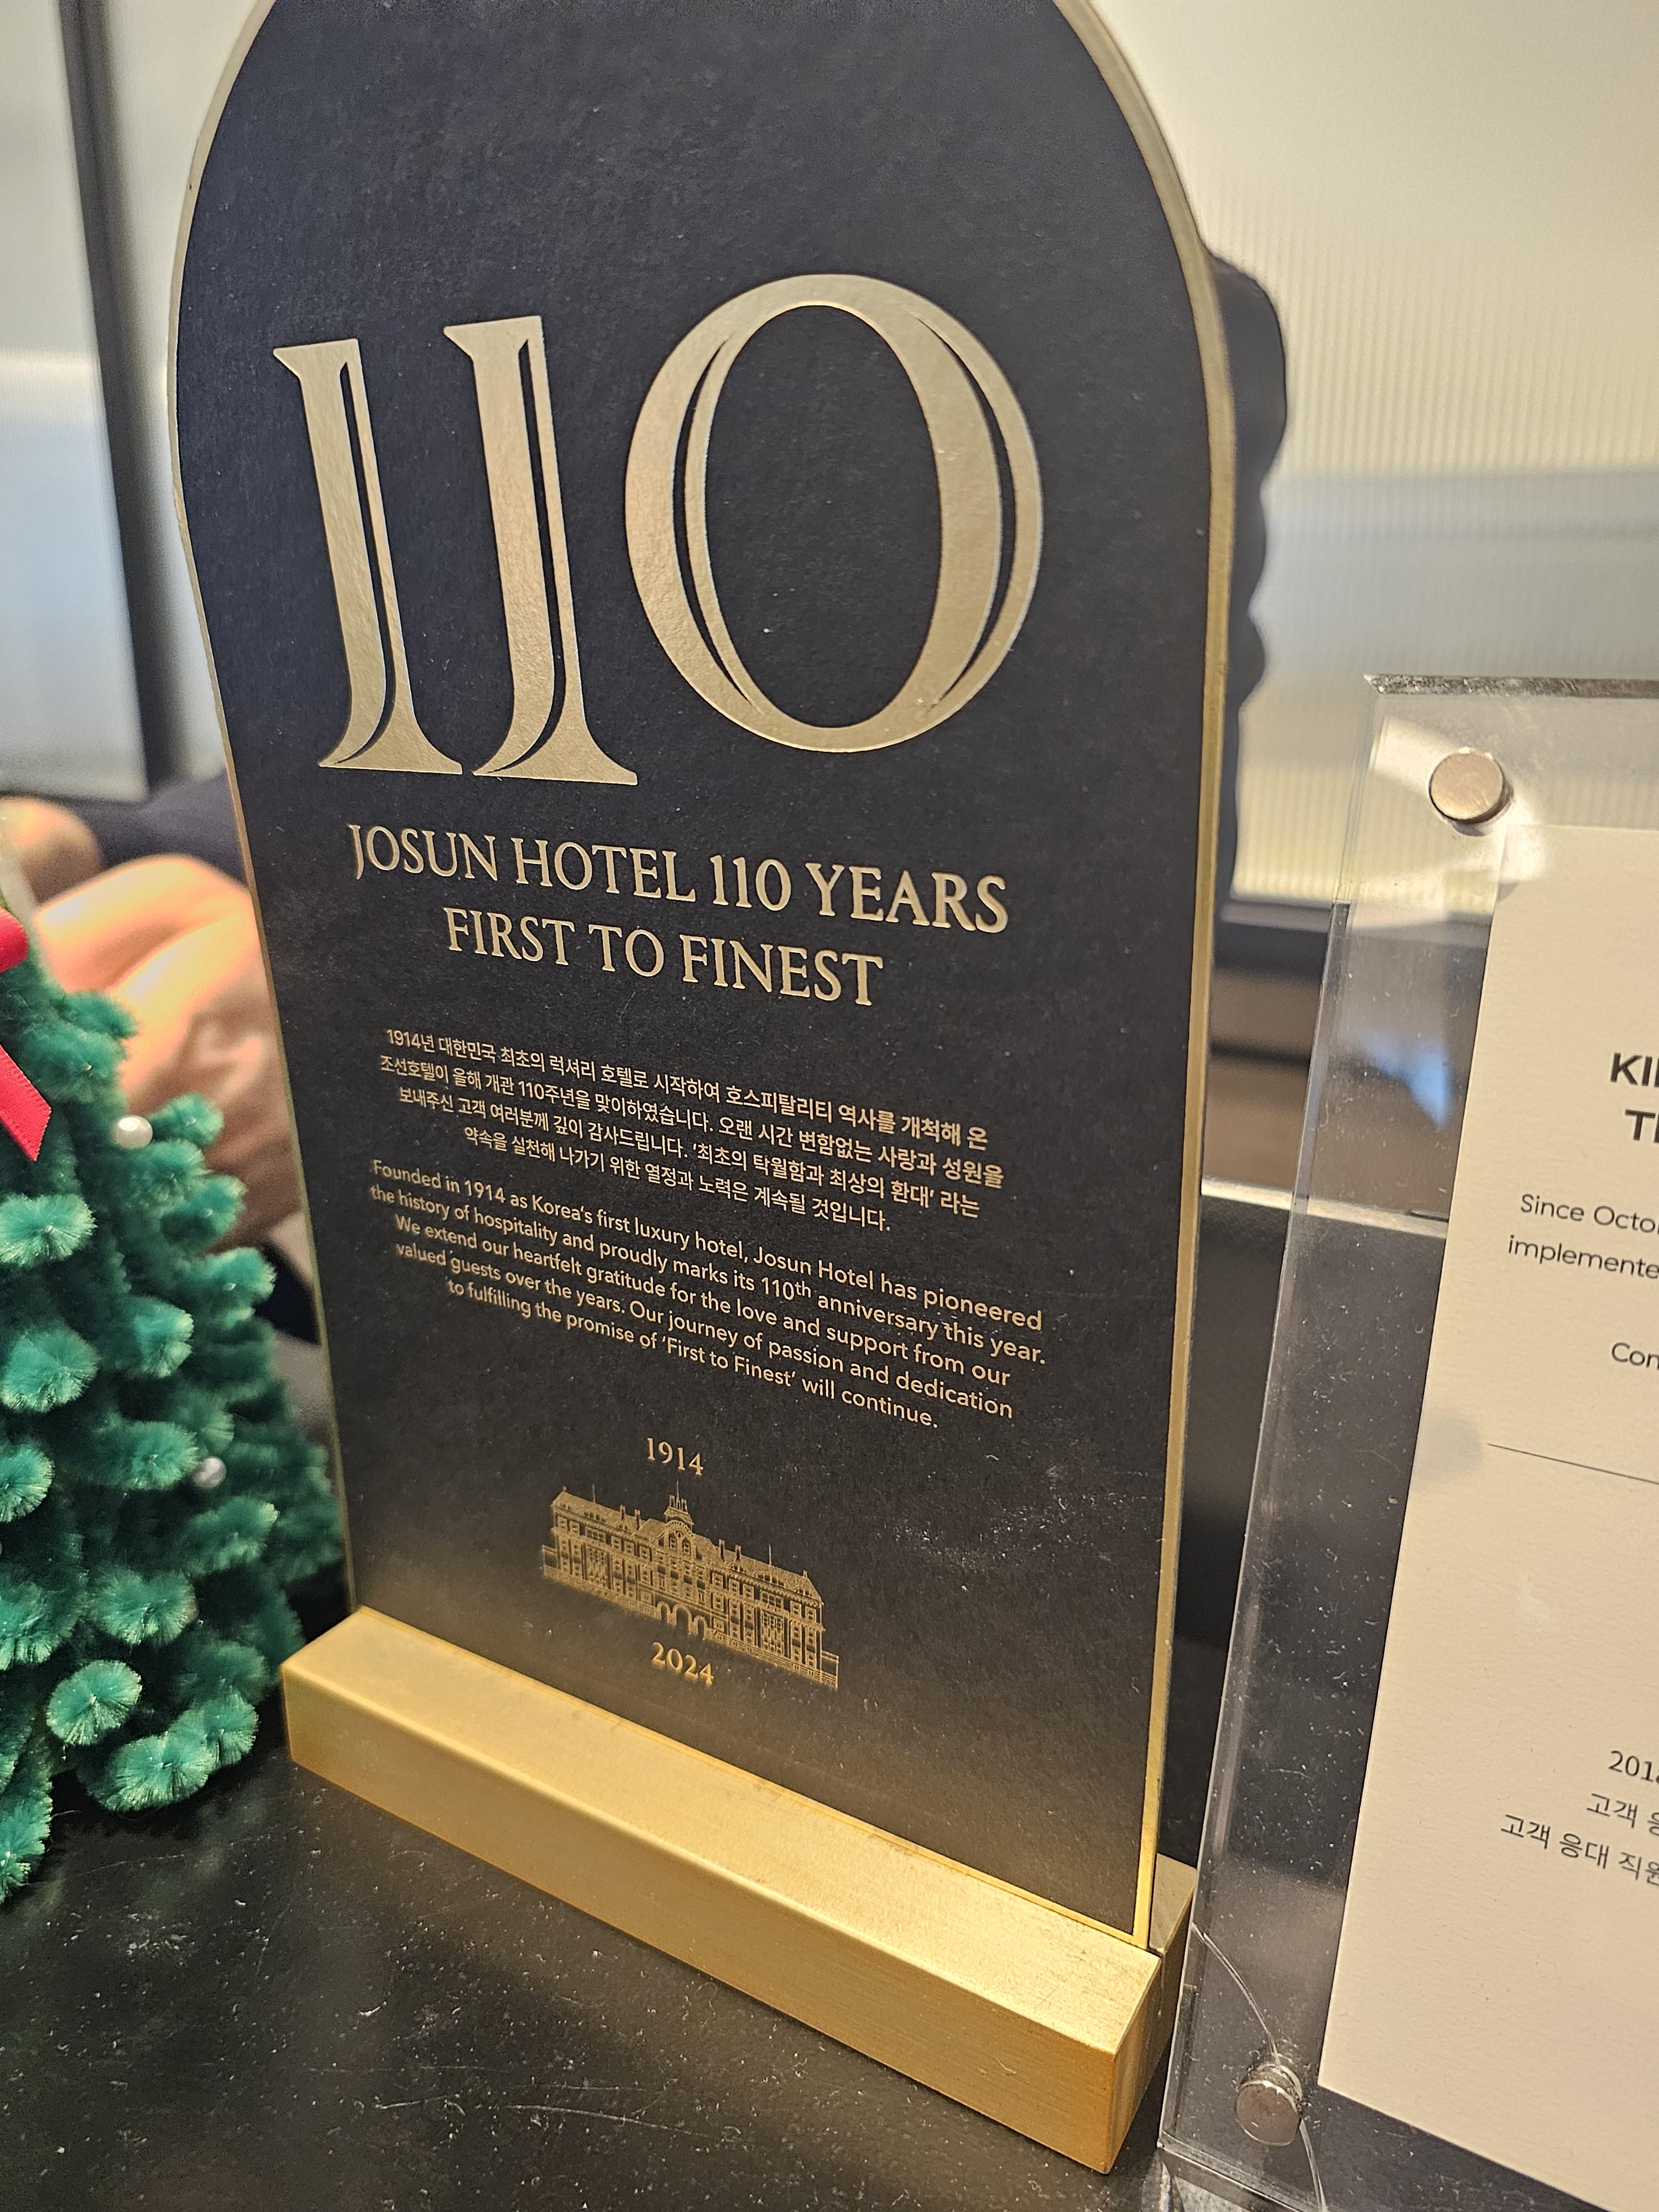 110
JOSUN HOTEL 110 YEARS
FIRST TO FINEST
1914년 대한민국 최초의 럭셔리 호텔로 시작하여 호스피탈리티 역사를 개척해 온
조선호텔이 올해 개관 110주년을 맞이하였습니다. 오랜 시간 변함없는 사랑과 성원을
보내주신 고객 여러분께 깊이 감사드립니다. ‘최초의 탁월함과 최상의 환대’ 라는
약속을 실천해 나가기 위한 열정과 노력은 계속될 것입니다.
Founded in 1914 as Korea's first luxury hotel, Josun Hotel has pioneered
the history of hospitality and proudly marks its 110th anniversary this year.
We extend our heartfelt gratitude for the love and support from our
valued guests over the years. Our journey of passion and dedication
to fulfilling the promise of ‘First to Finest’ will continue.
1914
2024
Since
고객
고객 응대